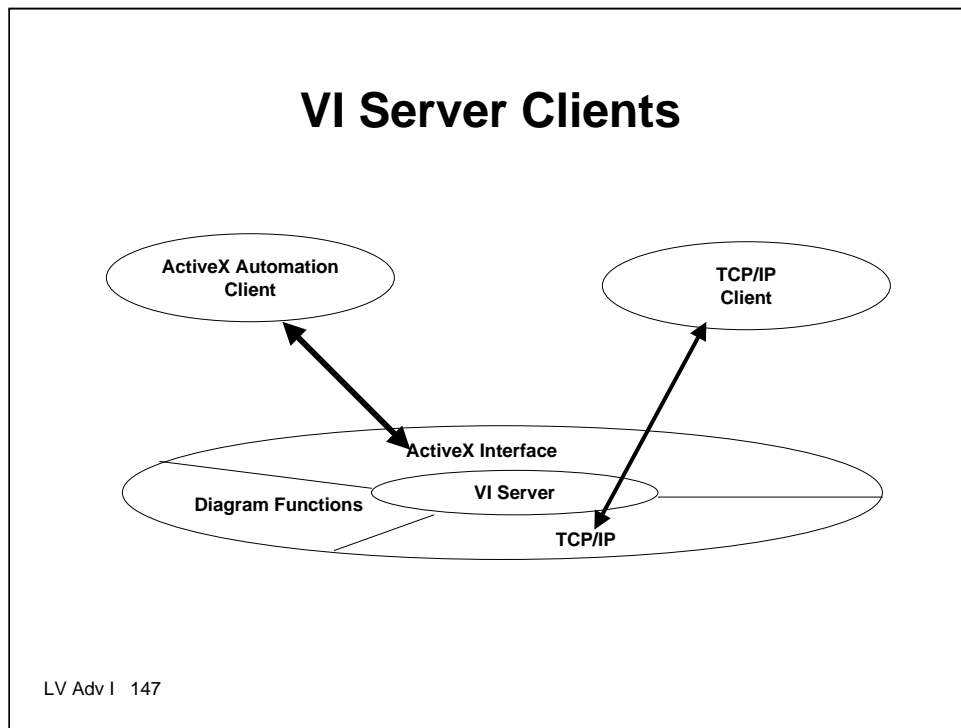 VI Server Clients
ActiveX Automation
Client
TCP/IP
Client
ActiveX Interface
VI Server
Diagram Functions
TCP/IP
LV Adv I 147